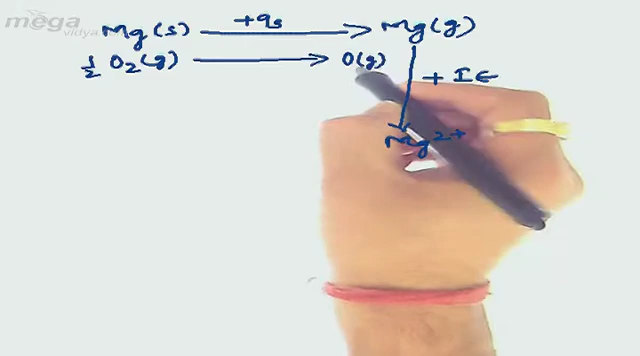 mega
vidya
Mg(s) +qs Mg(g)
1/2 O2(g) O(g)
+ IE
Mg2+